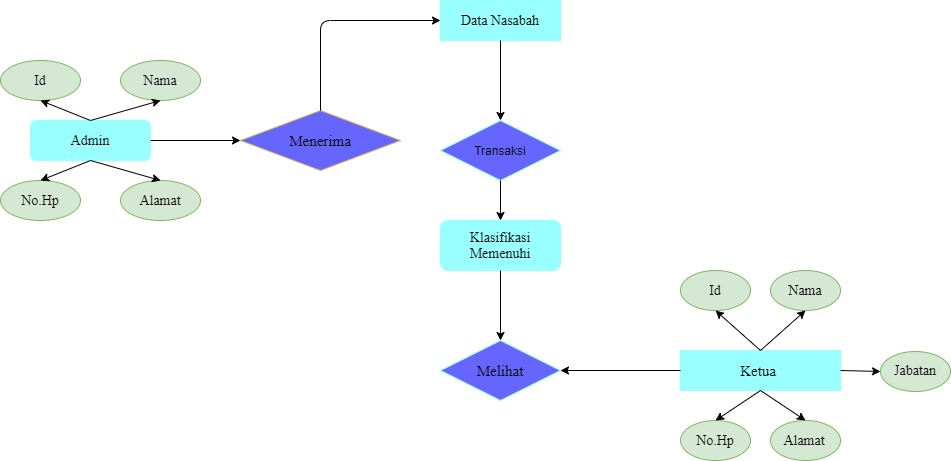 Data Nasabah
Id
Nama
Admin
Menerima
Transaksi
No.Hp
Alamat
Klasifikasi
Memenuhi
Id
Nama
Melihat
Ketua
Jabatan
No.Hp
Alamat